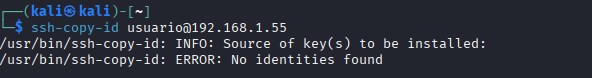 ┌──(kali㉿kali)-[~]
└─$ ssh-copy-id usuario@192.168.1.55
/usr/bin/ssh-copy-id: INFO: Source of key(s) to be installed:
/usr/bin/ssh-copy-id: ERROR: No identities found